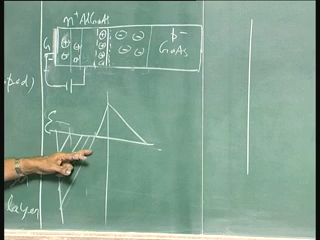 n⁺ AlGaAs
G
⊕ ⊕ ⊕ ⊖ ⊖ ⊖ p⁻
GaAs
ped)
ε
layer